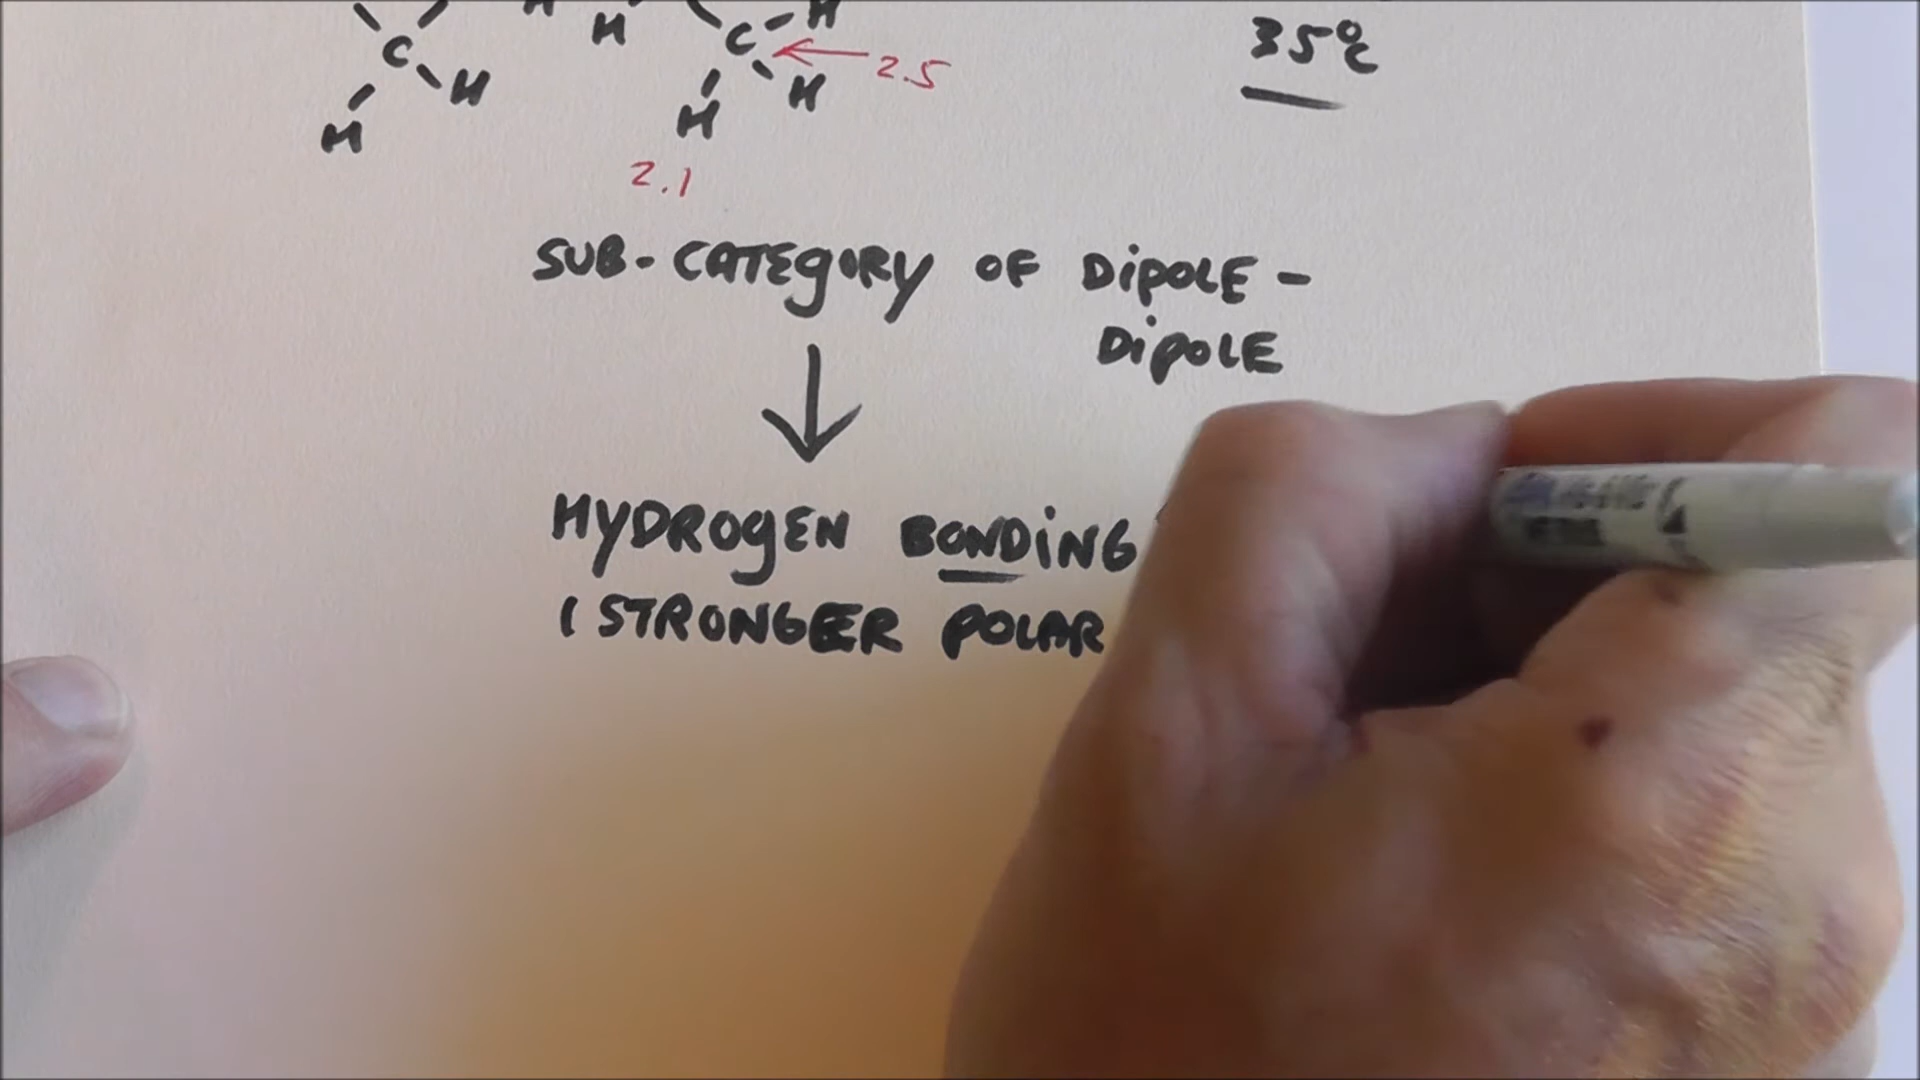 H H H
C 35°C
C 2.5
H H
H H
2.1
SUB-CATEGORY OF DIPOLE-
DIPOLE
HYDROGEN BONDING
(STRONGER POLAR